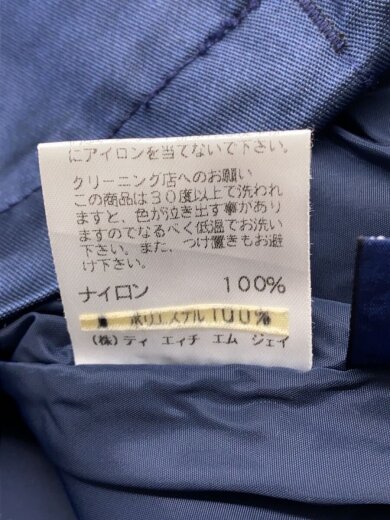 にアイロンを当てないで下さい。
クリーニング店へのお願い
この商品は30度以上で洗われ
ますと、色が泣き出す事があり
ますのでなるべく低温でお洗い
下さい。また、つけ置きもお避
け下さい。
ナイロン 100%
ポリエステル100%
(株)ティ エイチ エム ジェイ